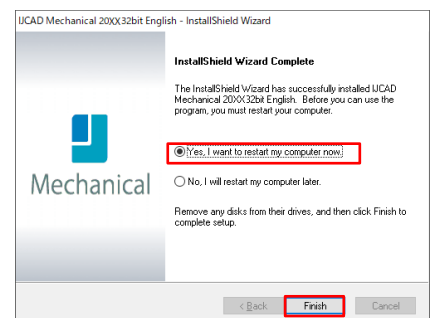 IJCAD Mechanical 20XX32bit English - InstallShield Wizard
InstallShield Wizard Complete
The InstallShield Wizard has successfully installed IJCAD
Mechanical 20XX32bit English. Before you can use the
program, you must restart your computer.
Yes, I want to restart my computer now.
No, I will restart my computer later.
Mechanical
Remove any disks from their drives, and then click Finish to
complete setup.
< Back Finish Cancel